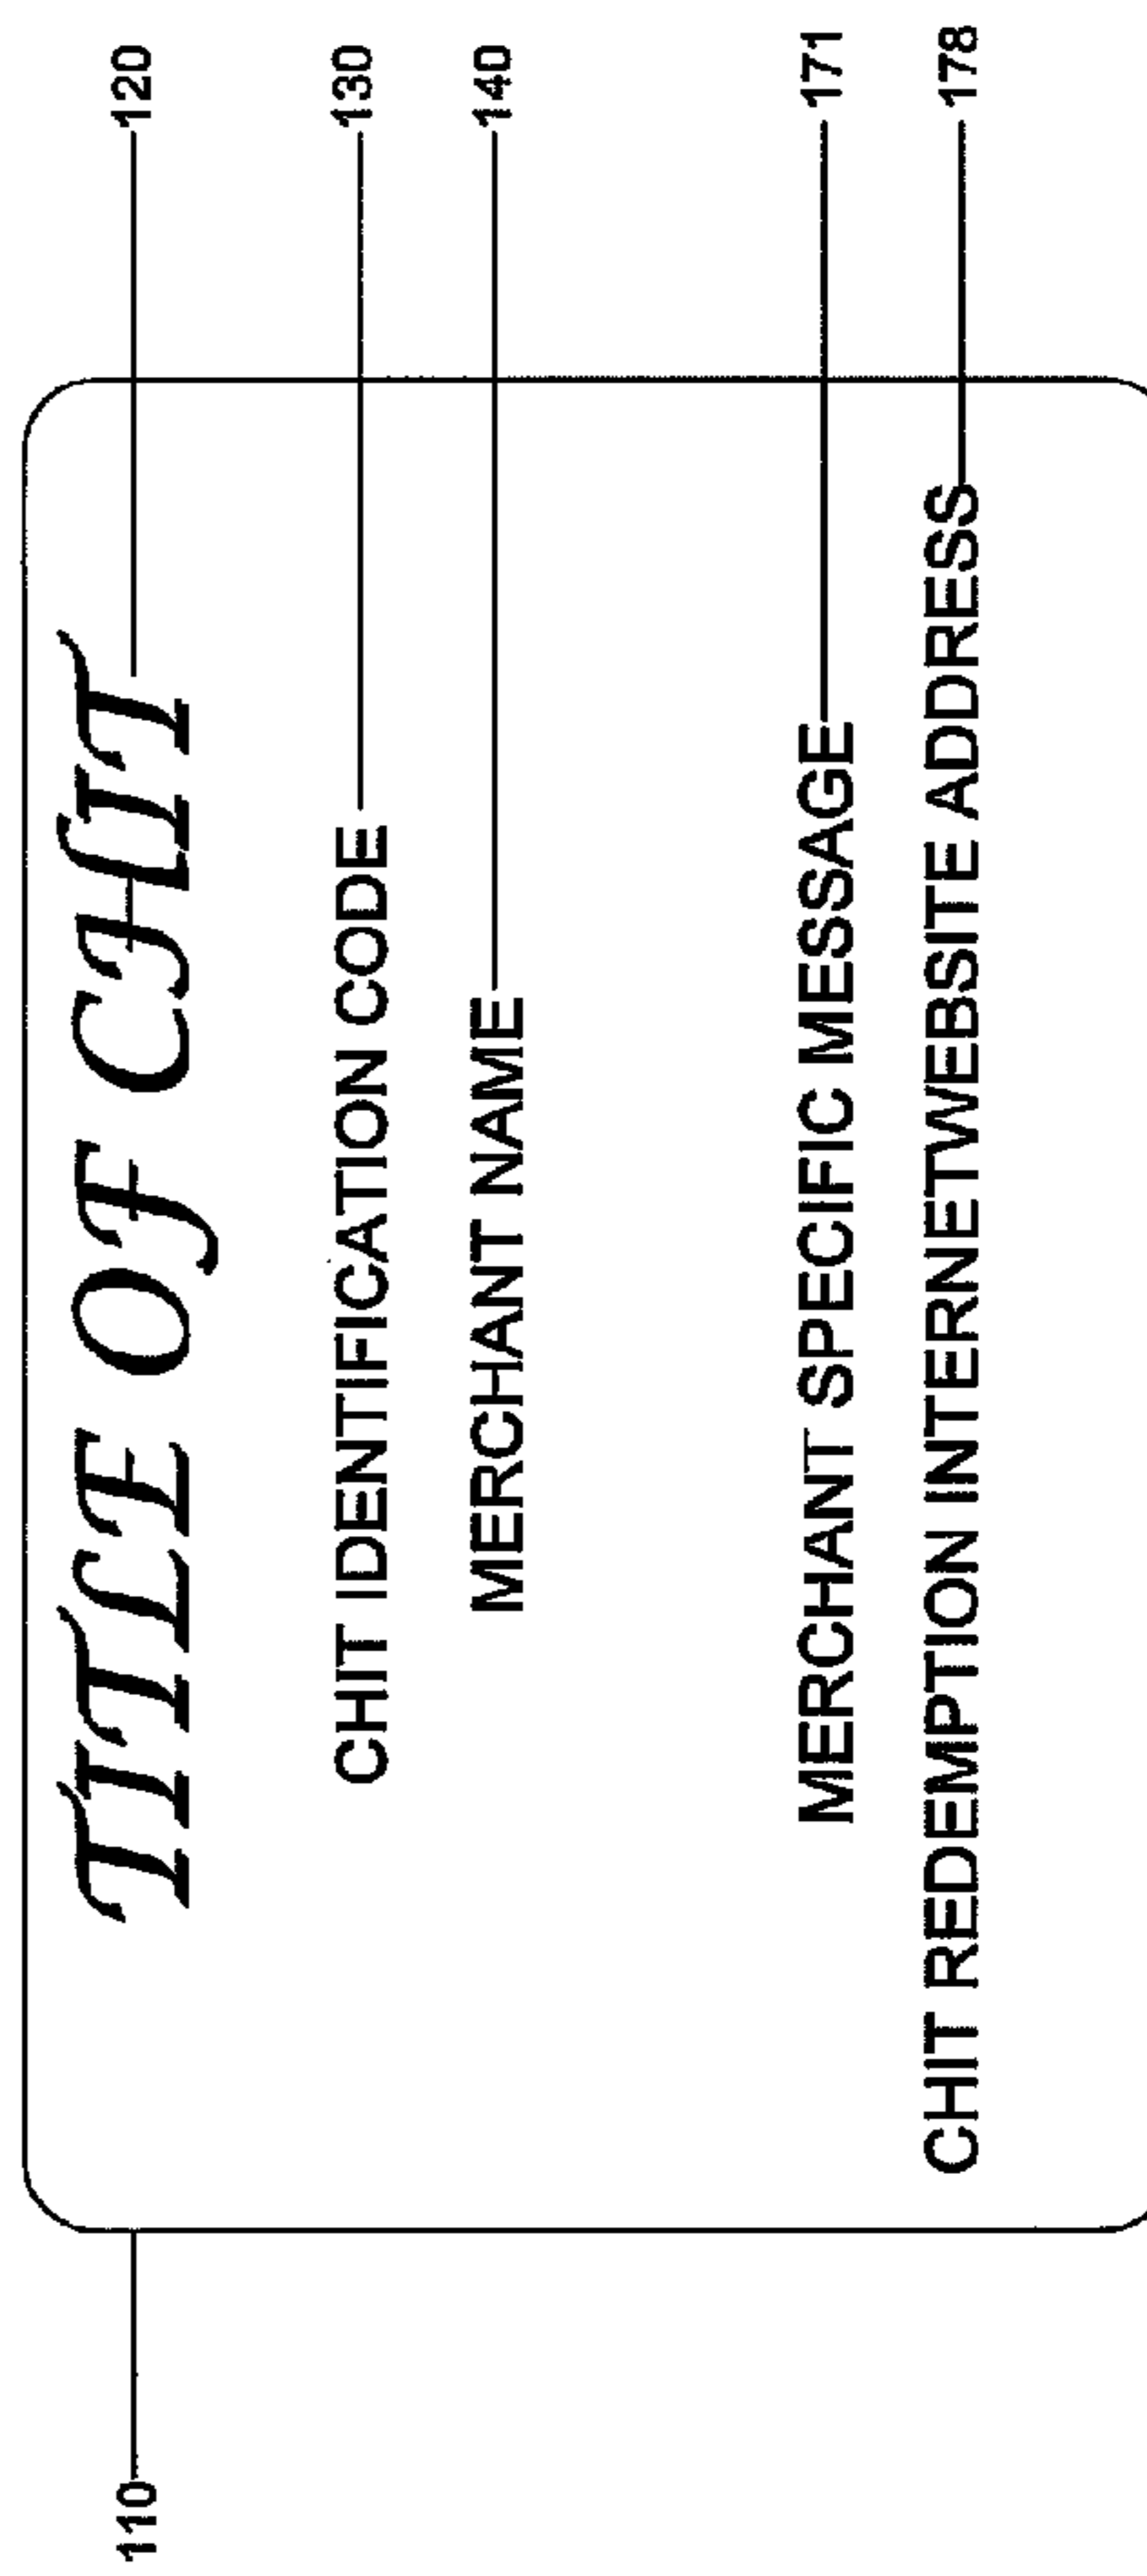 110
TITLE OF CHIT 120
CHIT IDENTIFICATION CODE 130
MERCHANT NAME 140
MERCHANT SPECIFIC MESSAGE 171
CHIT REDEMPTION INTERNETWEBSITE ADDRESS 178